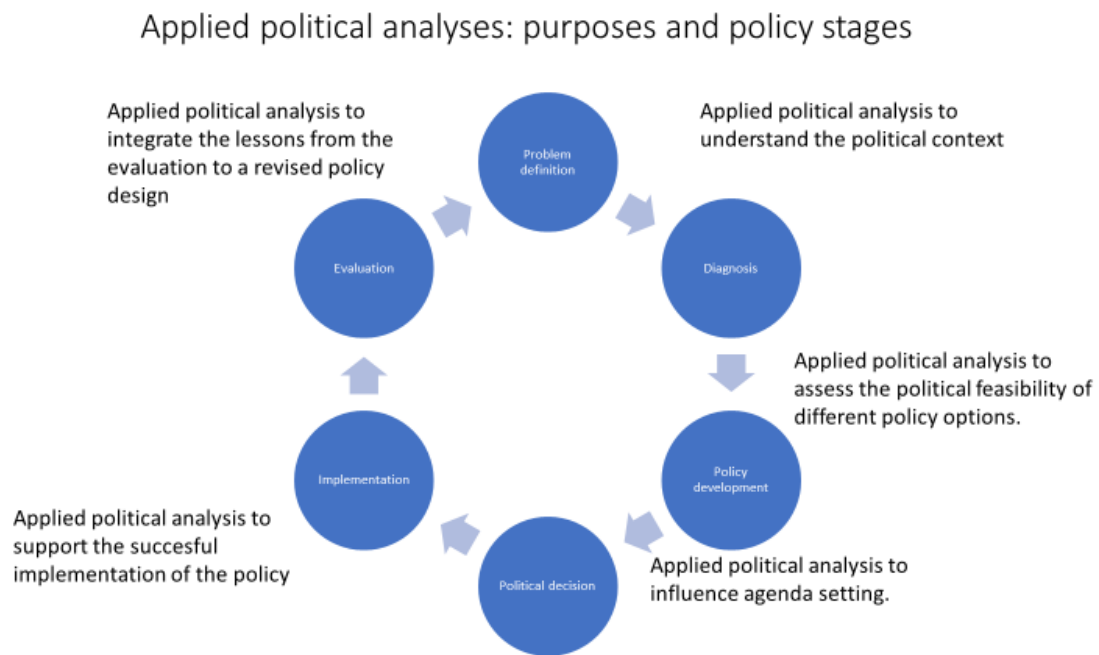 Applied political analyses: purposes and policy stages
Applied political analysis to
integrate the lessons from the
evaluation to a revised policy
design
Problem
definition
Applied political analysis to
understand the political context
Evaluation
Diagnosis
Applied political analysis to
assess the political feasibility of
different policy options.
Implementation
Policy
development
Applied political analysis to
support the succesful
implementation of the policy
Political decision
Applied political analysis to
influence agenda setting.